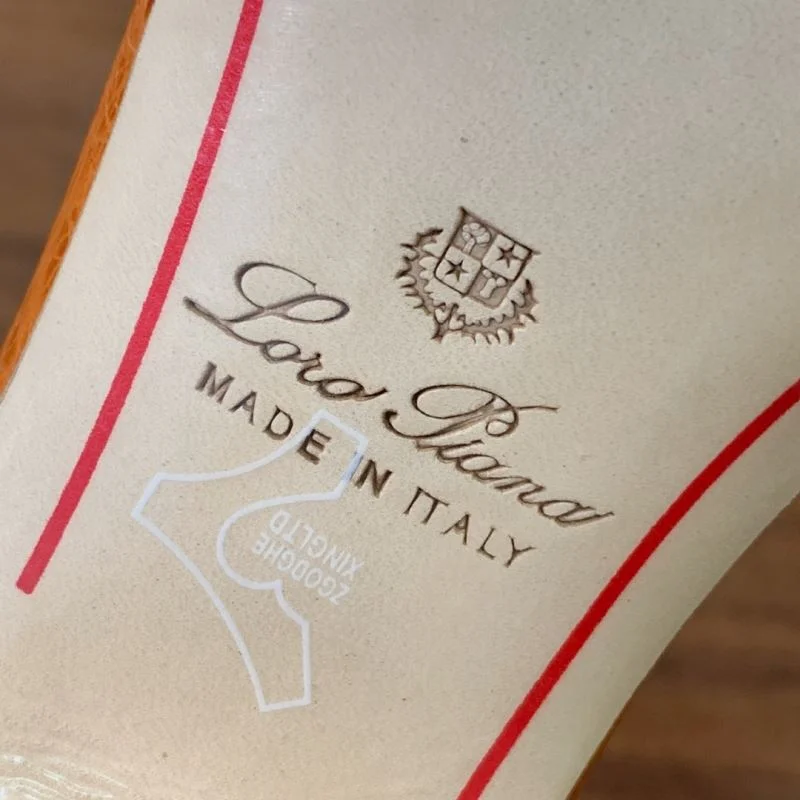 Loro Piana
MADE IN ITALY
ZGODGHE
XINGLTD